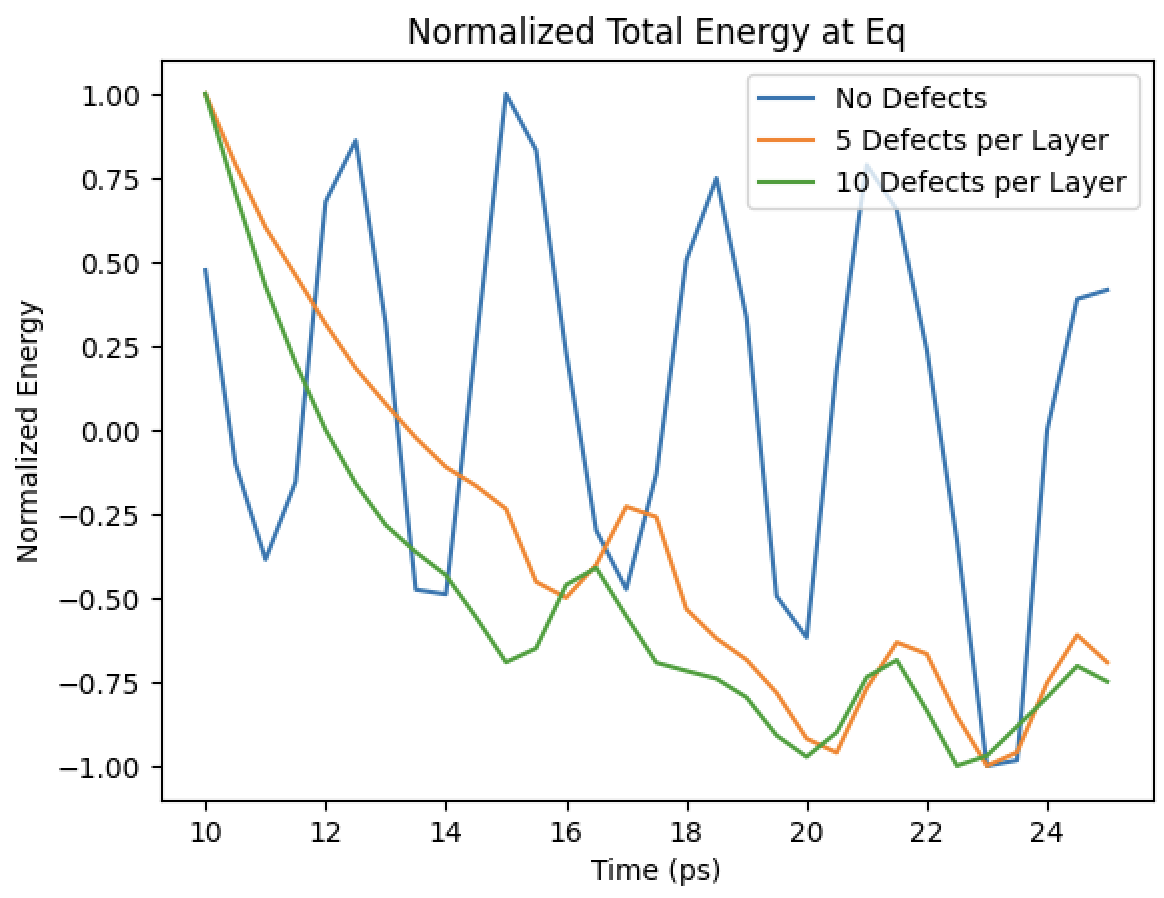 Normalized Total Energy at Eq
No Defects
5 Defects per Layer
10 Defects per Layer
Normalized Energy
1.00
0.75
0.50
0.25
0.00
−0.25
−0.50
−0.75
−1.00
10 12 14 16 18 20 22 24
Time (ps)